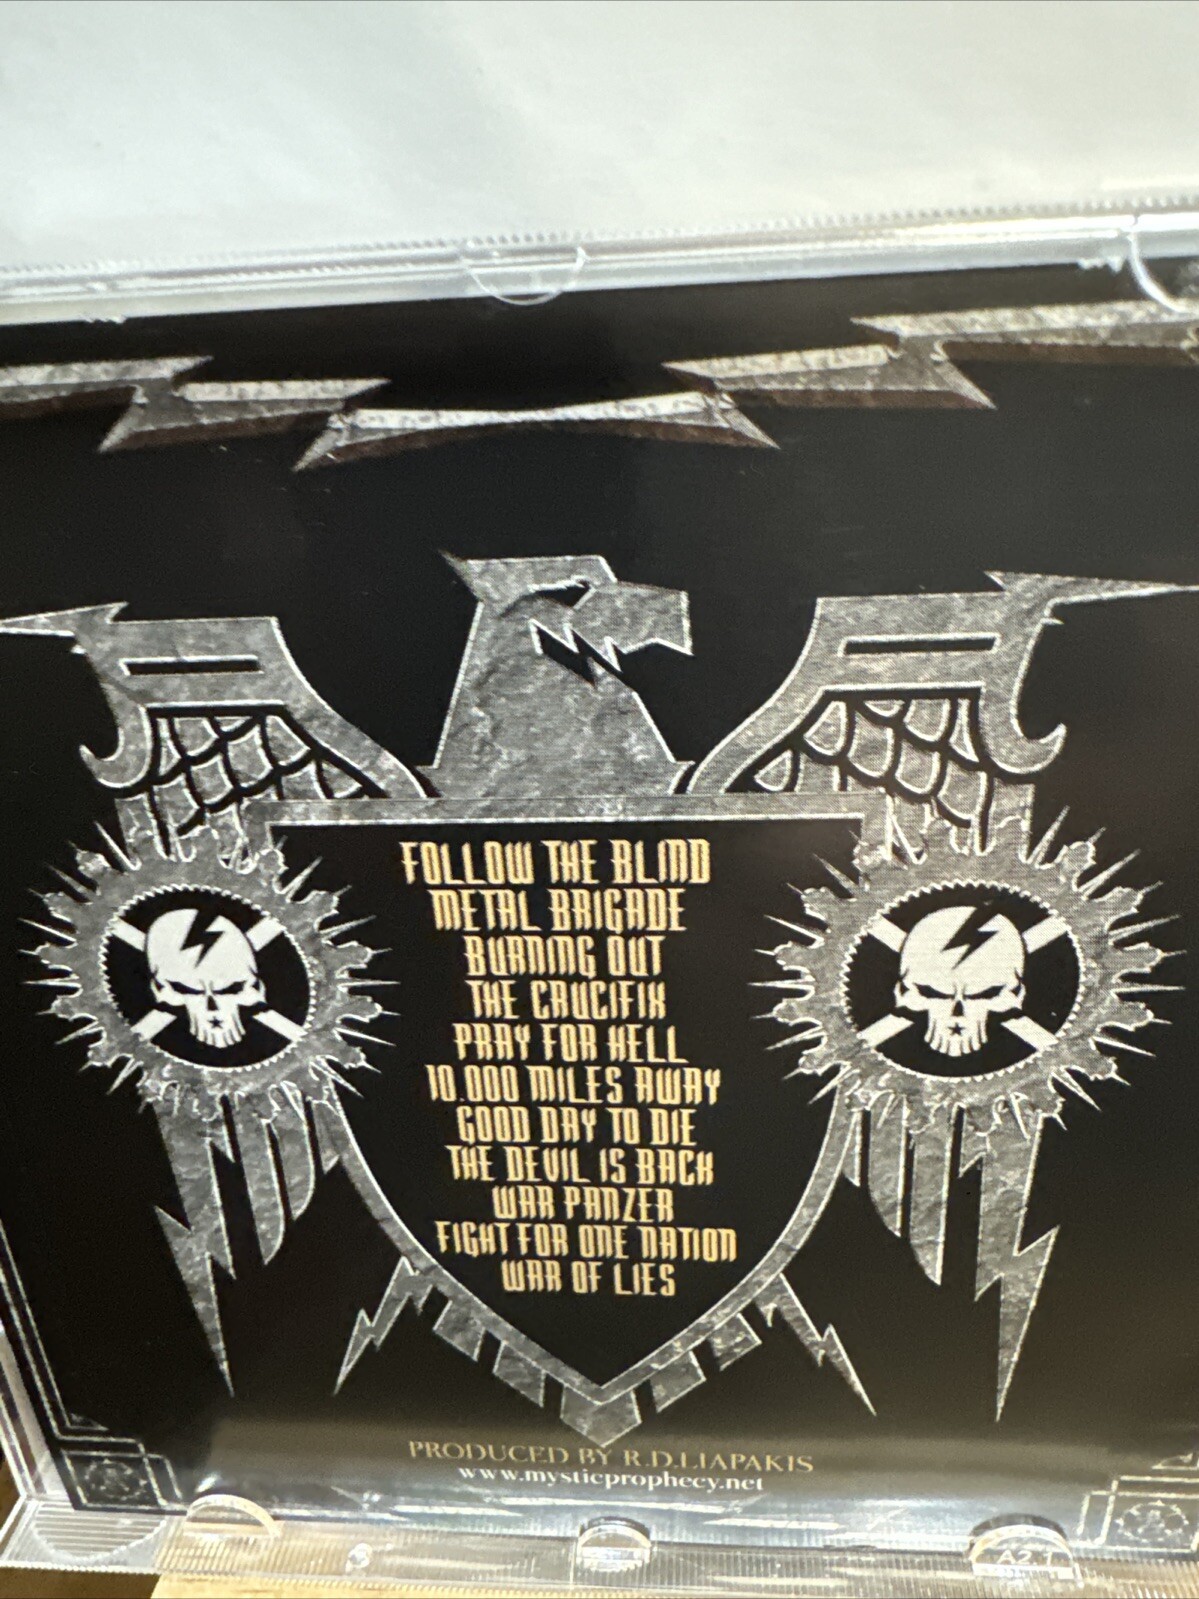 FOLLOW THE BLIND
METAL BRIGADE
BURNING OUT
THE CRUCIFIX
PRAY FOR HELL
10.000 MILES AWAY
GOOD DAY TO DIE
THE DEVIL IS BACK
WAR PANZER
FIGHT FOR ONE NATION
WAR OF LIES
PRODUCED BY R.D.LIAPAKIS
www.mysticprophecy.net
A2.1